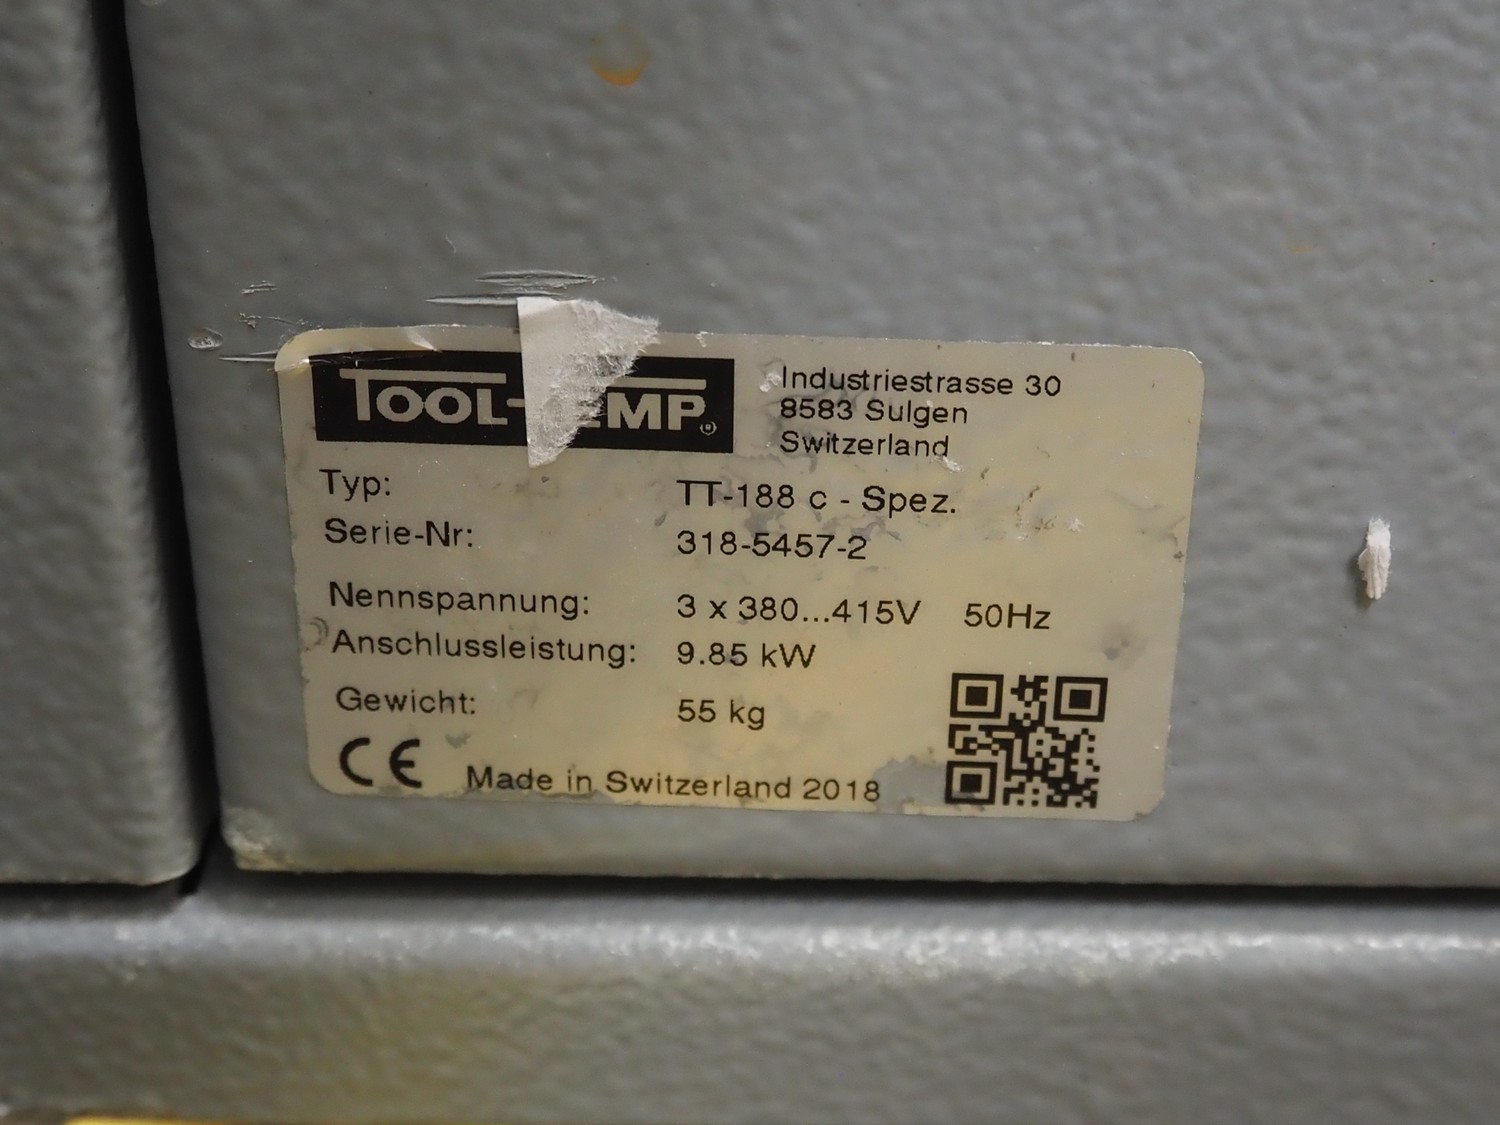 TOOL-TEMP®
Industriestrasse 30
8583 Sulgen
Switzerland
Typ: TT-188 c - Spez.
Serie-Nr: 318-5457-2
Nennspannung: 3 x 380...415V 50Hz
Anschlussleistung: 9.85 kW
Gewicht: 55 kg
CE Made in Switzerland 2018